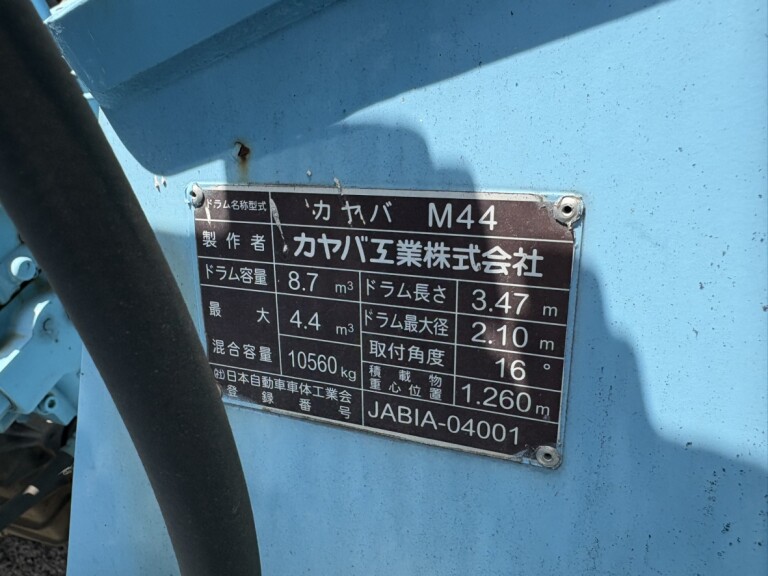 ドラム名称型式 カヤバ M44
製作者 カヤバ工業株式会社
ドラム容量 8.7 m³ ドラム長さ 3.47 m
最大 4.4 m³ ドラム最大径 2.10 m
混合容量 10560 kg 取付角度 16°
積載物
重心位置 1.260 m
(社)日本自動車車体工業会
登録番号 JABIA-04001